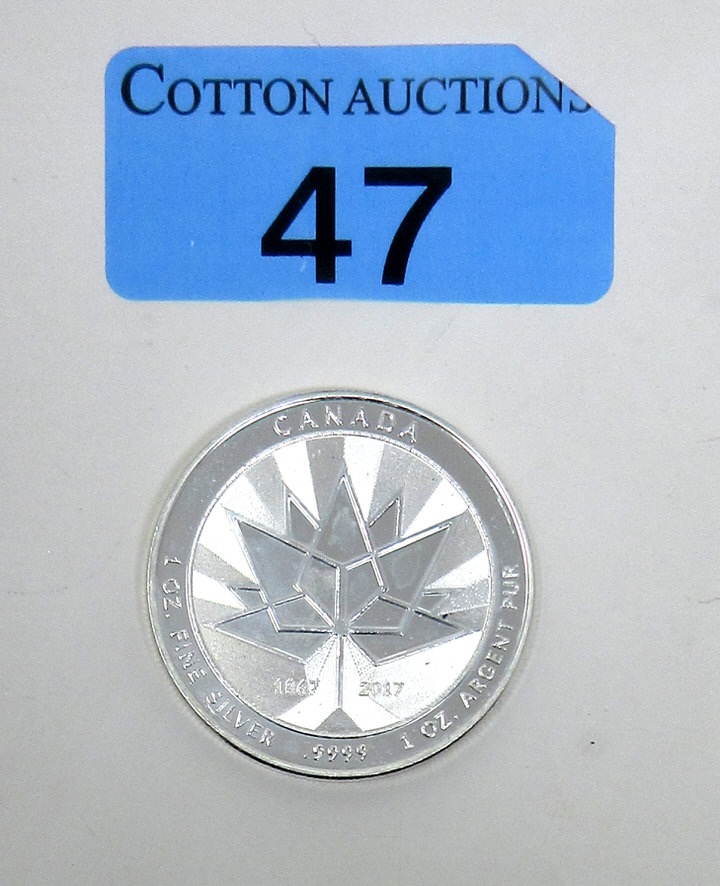 COTTON AUCTIONS
47
CANADA
1 OZ. FINE SILVER .9999 1 OZ. ARGENT PUR
1867 2017